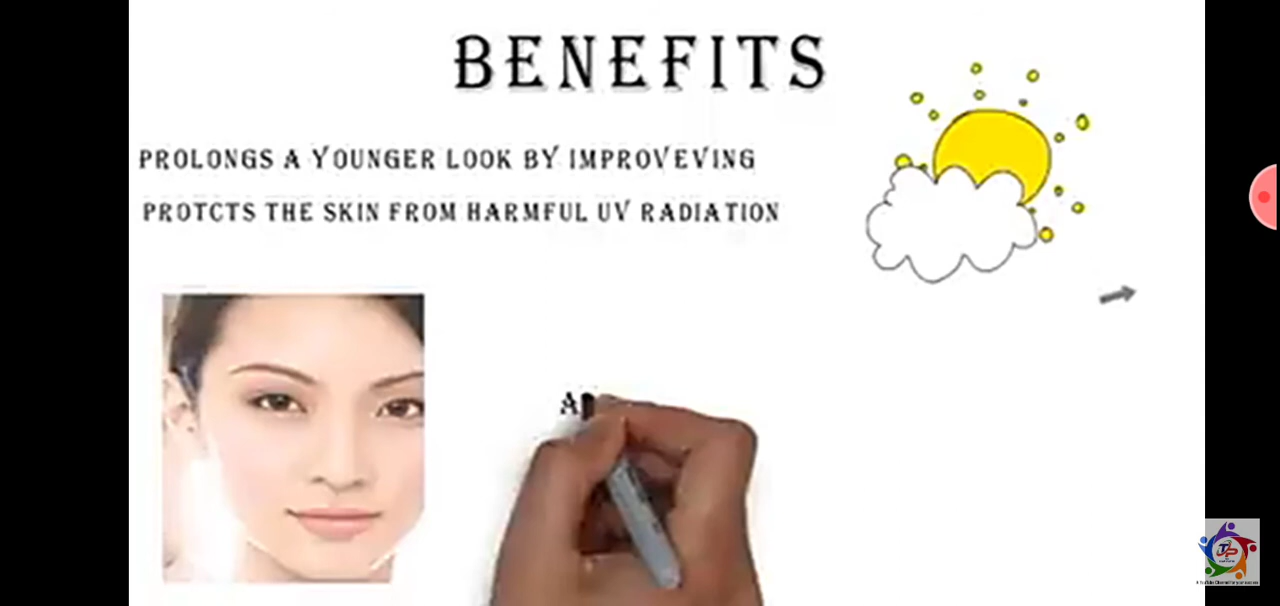 BENEFITS
PROLONGS A YOUNGER LOOK BY IMPROVEVING
PROTCTS THE SKIN FROM HARMFUL UV RADIATION